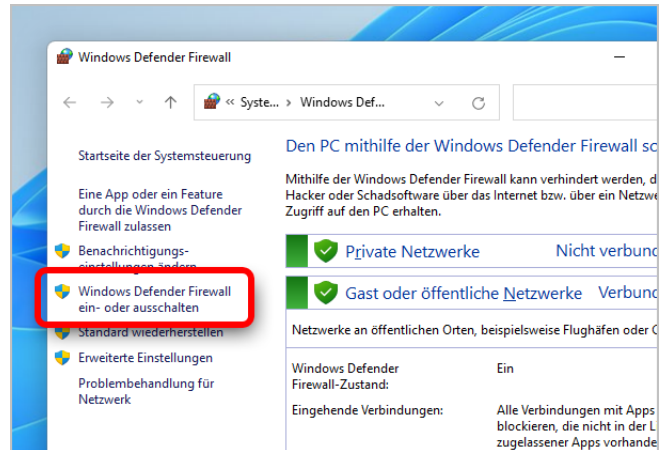 Windows Defender Firewall
« Syste... › Windows Def...
Startseite der Systemsteuerung
Eine App oder ein Feature
durch die Windows Defender
Firewall zulassen
Benachrichtigungs-
einstellungen ändern
Windows Defender Firewall
ein- oder ausschalten
Standard wiederherstellen
Erweiterte Einstellungen
Problembehandlung für
Netzwerk
Den PC mithilfe der Windows Defender Firewall sc
Mithilfe der Windows Defender Firewall kann verhindert werden, d
Hacker oder Schadsoftware über das Internet bzw. über ein Netzwe
Zugriff auf den PC erhalten.
Private Netzwerke Nicht verbund
Gast oder öffentliche Netzwerke Verbund
Netzwerke an öffentlichen Orten, beispielsweise Flughäfen oder C
Windows Defender
Firewall-Zustand:
Ein
Eingehende Verbindungen:
Alle Verbindungen mit Apps
blockieren, die nicht in der L
zugelassener Apps vorhande